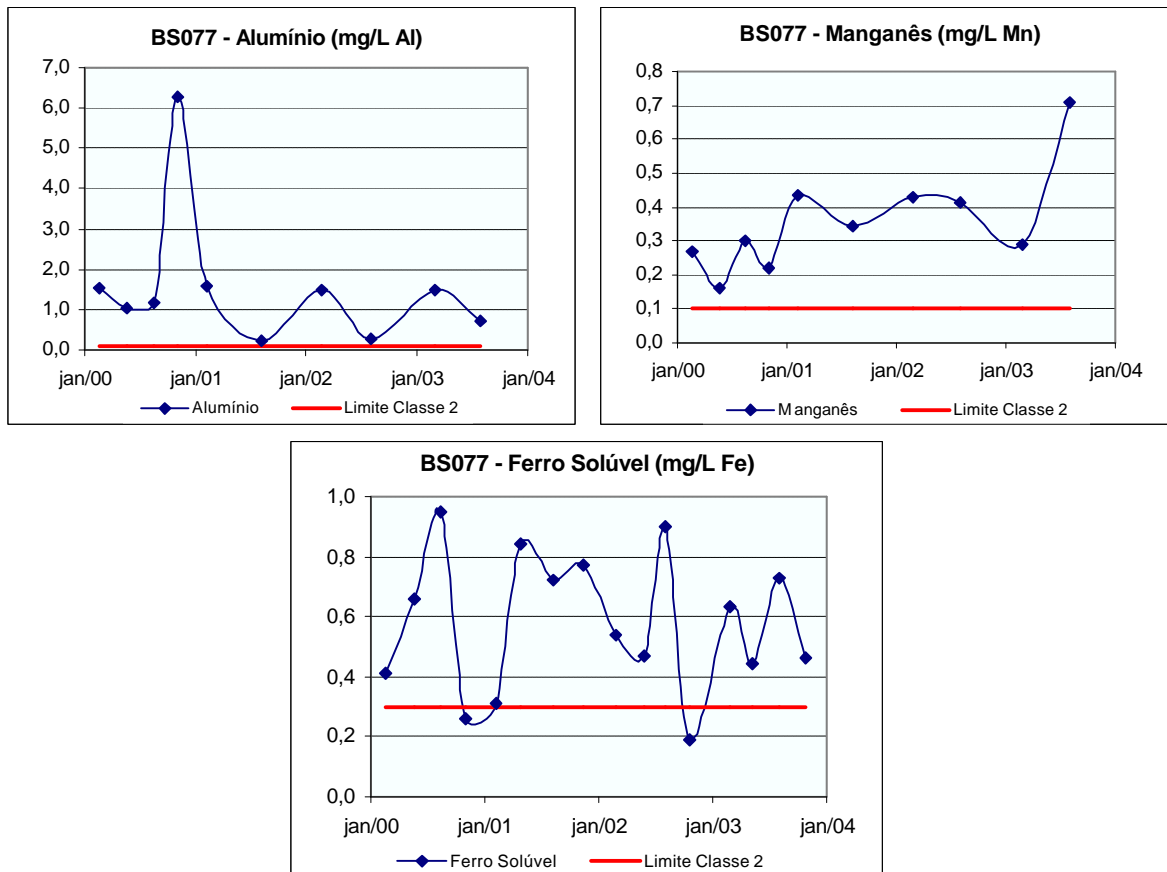 BS077 - Alumínio (mg/L Al)
7,0
6,0
5,0
4,0
3,0
2,0
1,0
0,0
jan/00 jan/01 jan/02 jan/03 jan/04
Alumínio Limite Classe 2
BS077 - Manganês (mg/L Mn)
0,8
0,7
0,6
0,5
0,4
0,3
0,2
0,1
0,0
jan/00 jan/01 jan/02 jan/03 jan/04
Manganês Limite Classe 2
BS077 - Ferro Solúvel (mg/L Fe)
1,0
0,8
0,6
0,4
0,2
0,0
jan/00 jan/01 jan/02 jan/03 jan/04
Ferro Solúvel Limite Classe 2